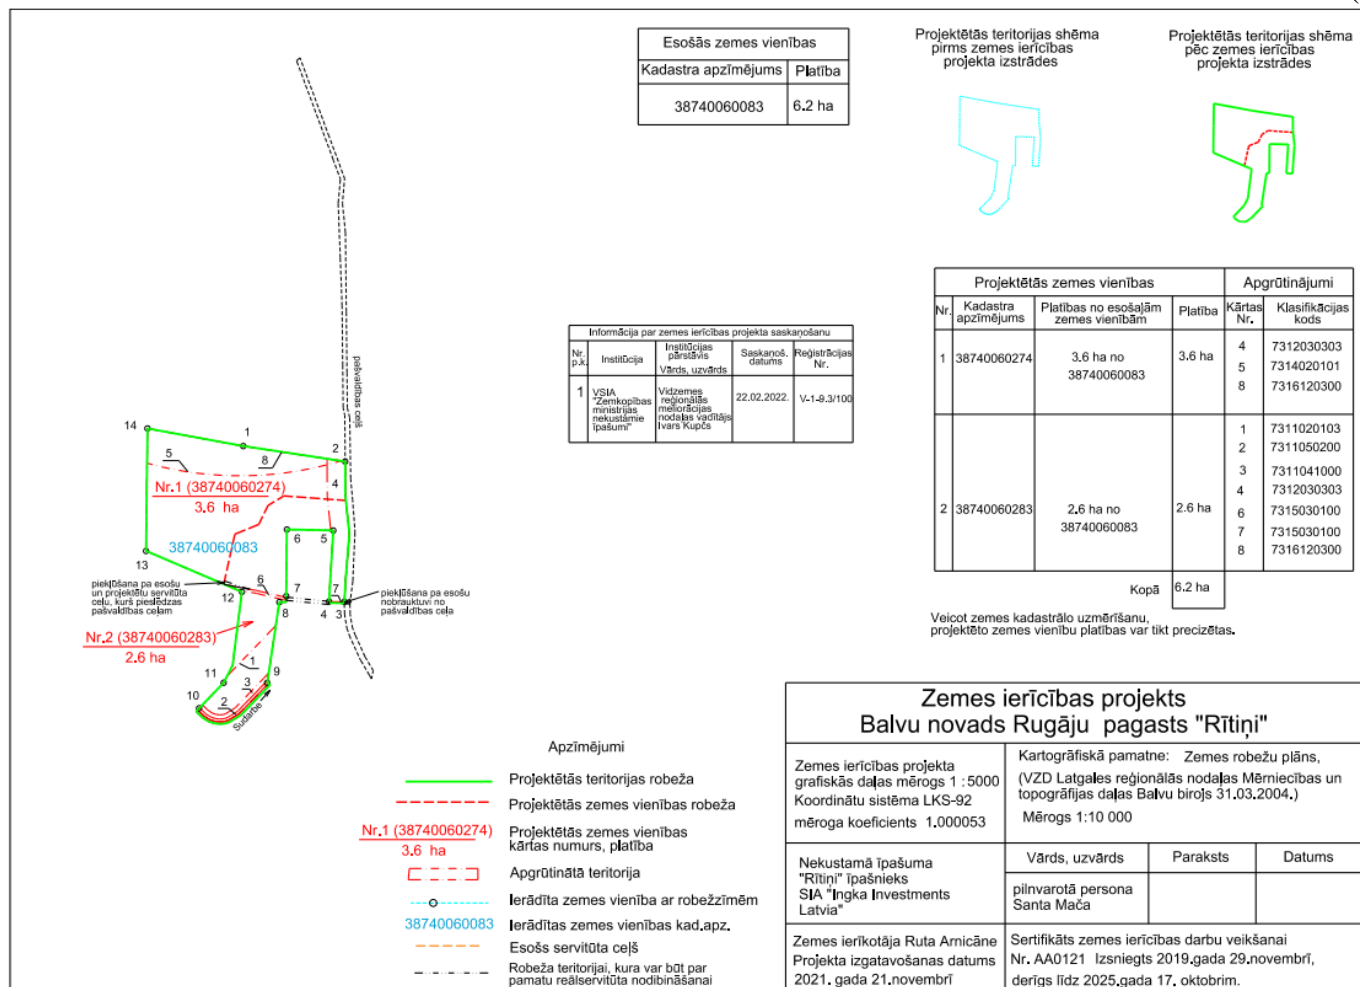 Esošās zemes vienības
Kadastra apzīmējums Platība
38740060083 6.2 ha
Projektētās teritorijas shēma
pirms zemes ierīcības
projekta izstrādes
Projektētās teritorijas shēma
pēc zemes ierīcības
projekta izstrādes
Projektētās zemes vienības Apgrūtinājumi
Nr. Kadastra apzīmējums Platības no esošajām zemes vienībām Platība Kārtas Nr. Klasifikācijas kods
1 38740060274 3.6 ha no 38740060083 3.6 ha
4 7312030303
5 7314020101
8 7316120300
2 38740060283 2.6 ha no 38740060083 2.6 ha
1 7311020103
2 7311050200
3 7311041000
4 7312030303
6 7315030100
7 7315030100
8 7316120300
Kopā 6.2 ha
Veicot zemes kadastrālo uzmērīšanu,
projektēto zemes vienību platības var tikt precizētas.
Informācija par zemes ierīcības projekta saskaņošanu
Nr. p.k. Institūcija Institūcijas pārstāvis Vārds, uzvārds Saskaņoš. datums Reģistrācijas Nr.
1 VSIA "Zemkopības ministrijas nekustāmie īpašumi" Vidzemes reģionālās meliorācijas nodaļas vadītājs Ivars Kupčs 22.02.2022. V-1-9.3/100
pašvaldības ceļš
14
1
2
5
8
4
Nr.1 (38740060274)
3.6 ha
6
5
38740060083
13
piekļūšana pa esošu
un projektētu servitūta
ceļu, kurš pieslēdzas
pašvaldības ceļam
6
12
7
8
7
4
3
piekļūšana pa esošu
nobrauktuvi no
pašvaldības ceļa
Nr.2 (38740060283)
2.6 ha
1
11
3
9
10
2
Sudarbe
Apzīmējumi
Projektētās teritorijas robeža
Projektētās zemes vienības robeža
Nr.1 (38740060274)
3.6 ha
Projektētās zemes vienības
kārtas numurs, platība
Apgrūtinātā teritorija
Ierādīta zemes vienība ar robežzīmēm
38740060083 Ierādītas zemes vienības kad.apz.
Esošs servitūta ceļš
Robeža teritorijai, kura var būt par
pamatu reālservitūta nodibināšanai
Zemes ierīcības projekts
Balvu novads Rugāju pagasts "Rītiņi"
Zemes ierīcības projekta
grafiskās daļas mērogs 1 :5000
Koordinātu sistēma LKS-92
mēroga koeficients 1.000053
Kartogrāfiskā pamatne: Zemes robežu plāns,
(VZD Latgales reģionālās nodaļas Mērniecības un
topogrāfijas daļas Balvu birojs 31.03.2004.)
Mērogs 1:10 000
Nekustamā īpašuma
"Rītiņi" īpašnieks
SIA "Ingka Investments
Latvia"
Vārds, uzvārds Paraksts Datums
pilnvarotā persona
Santa Mača
Zemes ierīkotāja Ruta Arnicāne
Projekta izgatavošanas datums
2021. gada 21.novembrī
Sertifikāts zemes ierīcības darbu veikšanai
Nr. AA0121 Izsniegts 2019.gada 29.novembrī,
derīgs līdz 2025.gada 17. oktobrim.